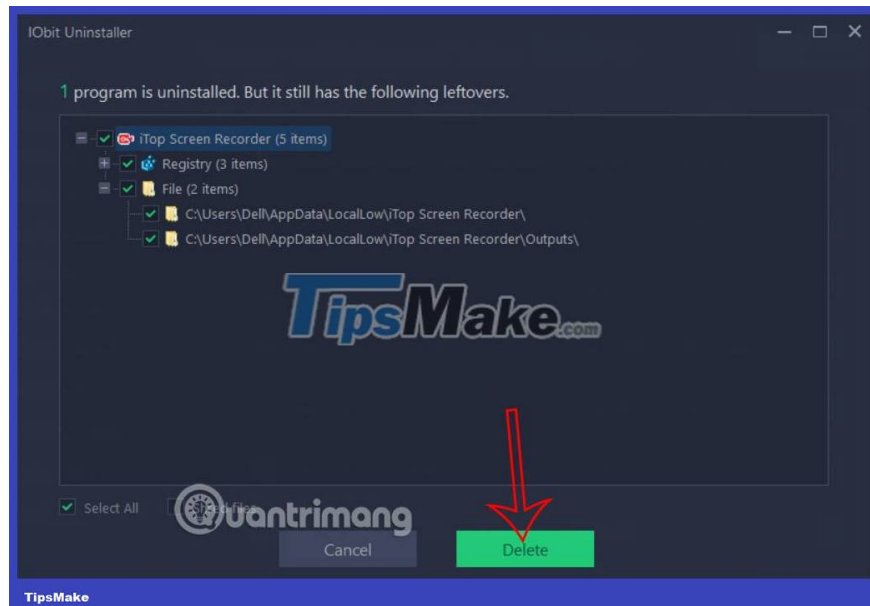 IObit Uninstaller
1 program is uninstalled. But it still has the following leftovers.
iTop Screen Recorder (5 items)
Registry (3 items)
File (2 items)
C:\Users\Dell\AppData\LocalLow\iTop Screen Recorder\
C:\Users\Dell\AppData\LocalLow\iTop Screen Recorder\Outputs\
TipsMake.com
Select All
uantrimang
Cancel
Delete
TipsMake